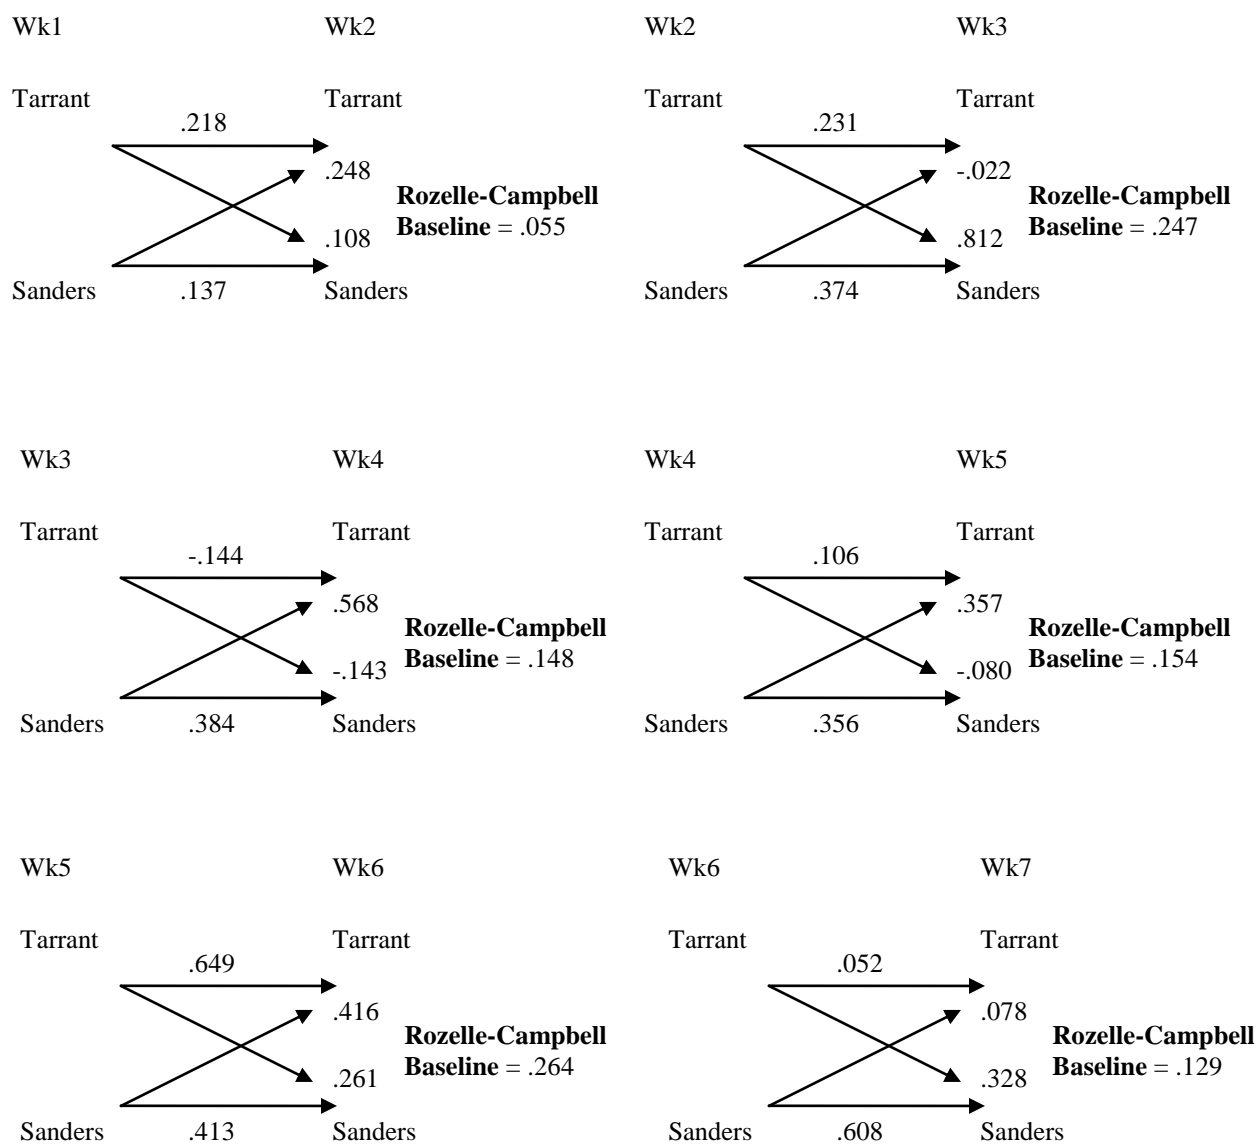 Wk1 Wk2 Wk2 Wk3
Tarrant Tarrant Tarrant Tarrant
.218 .231
.248 -.022
Rozelle-Campbell Rozelle-Campbell
Baseline = .055 Baseline = .247
.108 .812
Sanders .137 Sanders Sanders .374 Sanders
Wk3 Wk4 Wk4 Wk5
Tarrant Tarrant Tarrant Tarrant
-.144 .106
.568 .357
Rozelle-Campbell Rozelle-Campbell
Baseline = .148 Baseline = .154
-.143 -.080
Sanders .384 Sanders Sanders .356 Sanders
Wk5 Wk6 Wk6 Wk7
Tarrant Tarrant Tarrant Tarrant
.649 .052
.416 .078
Rozelle-Campbell Rozelle-Campbell
Baseline = .264 Baseline = .129
.261 .328
Sanders .413 Sanders Sanders .608 Sanders